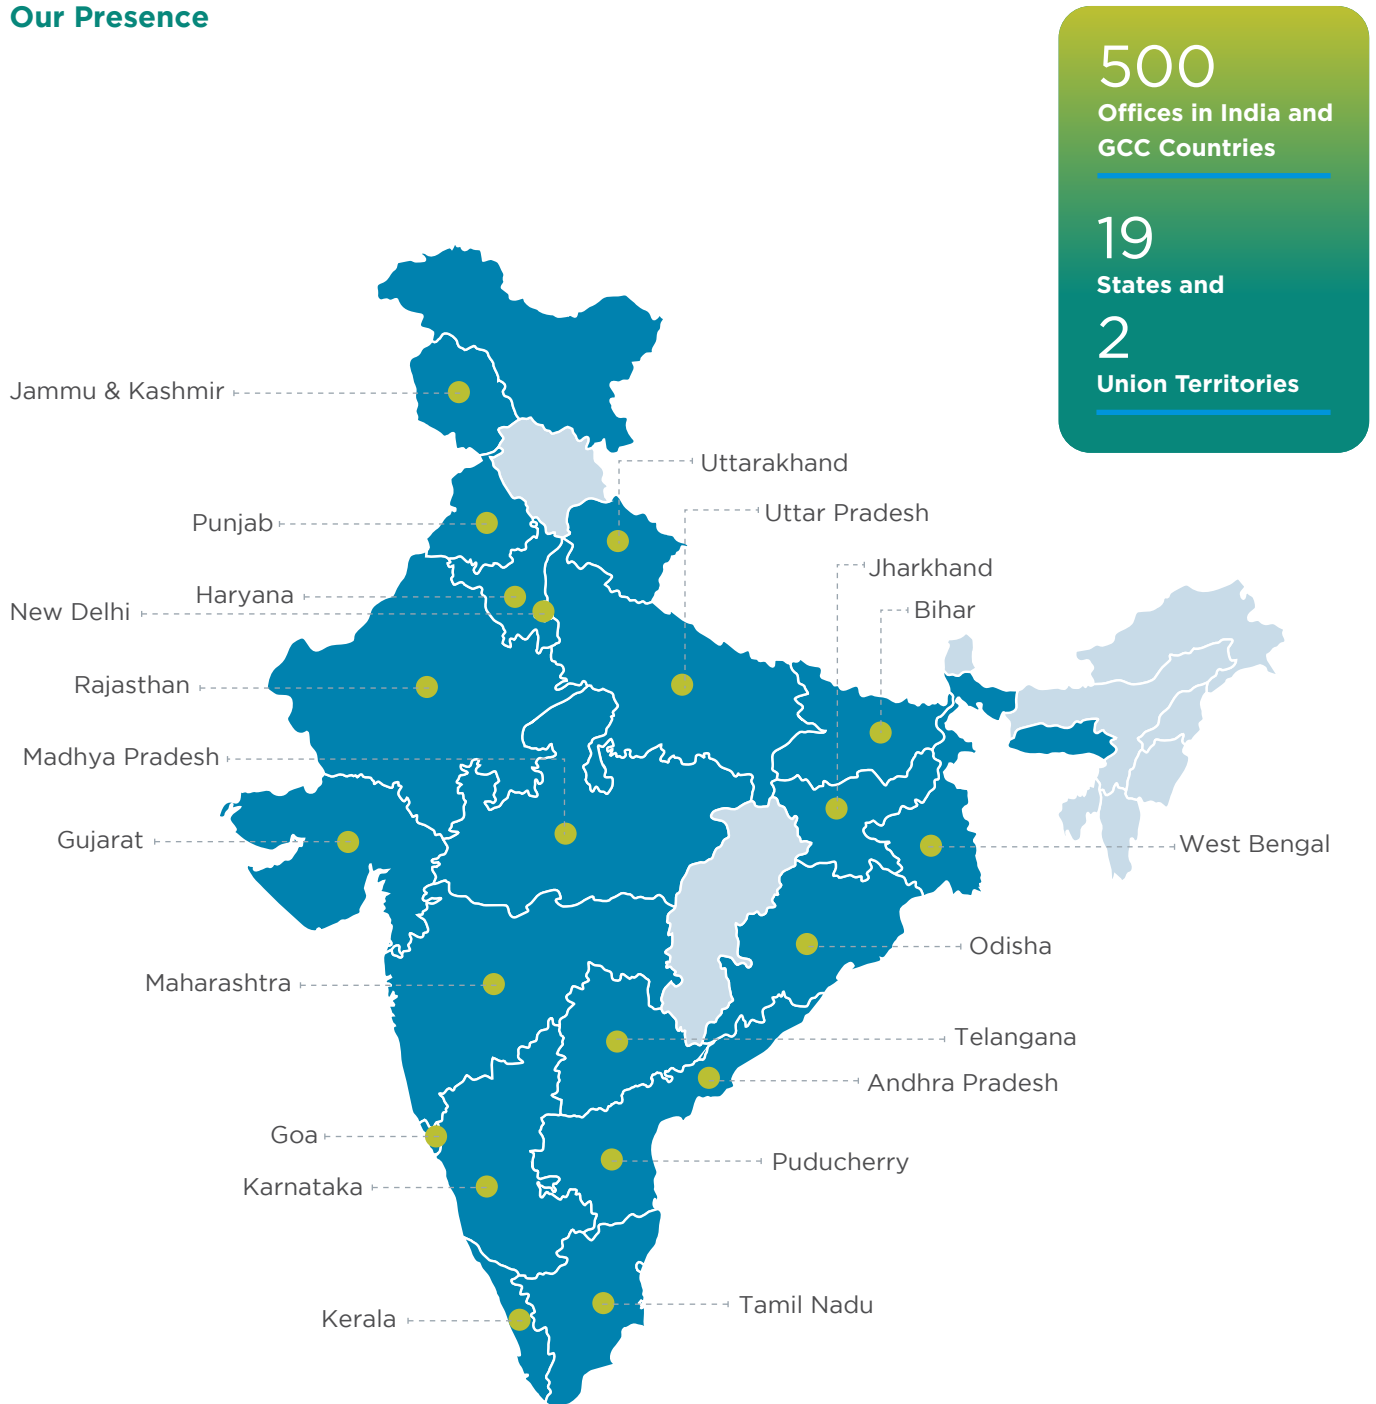 Our Presence
500
Offices in India and
GCC Countries
19
States and
2
Union Territories
Jammu & Kashmir
Uttarakhand
Punjab
Uttar Pradesh
Jharkhand
Haryana
New Delhi
Bihar
Rajasthan
Madhya Pradesh
Gujarat
West Bengal
Odisha
Maharashtra
Telangana
Andhra Pradesh
Goa
Puducherry
Karnataka
Tamil Nadu
Kerala